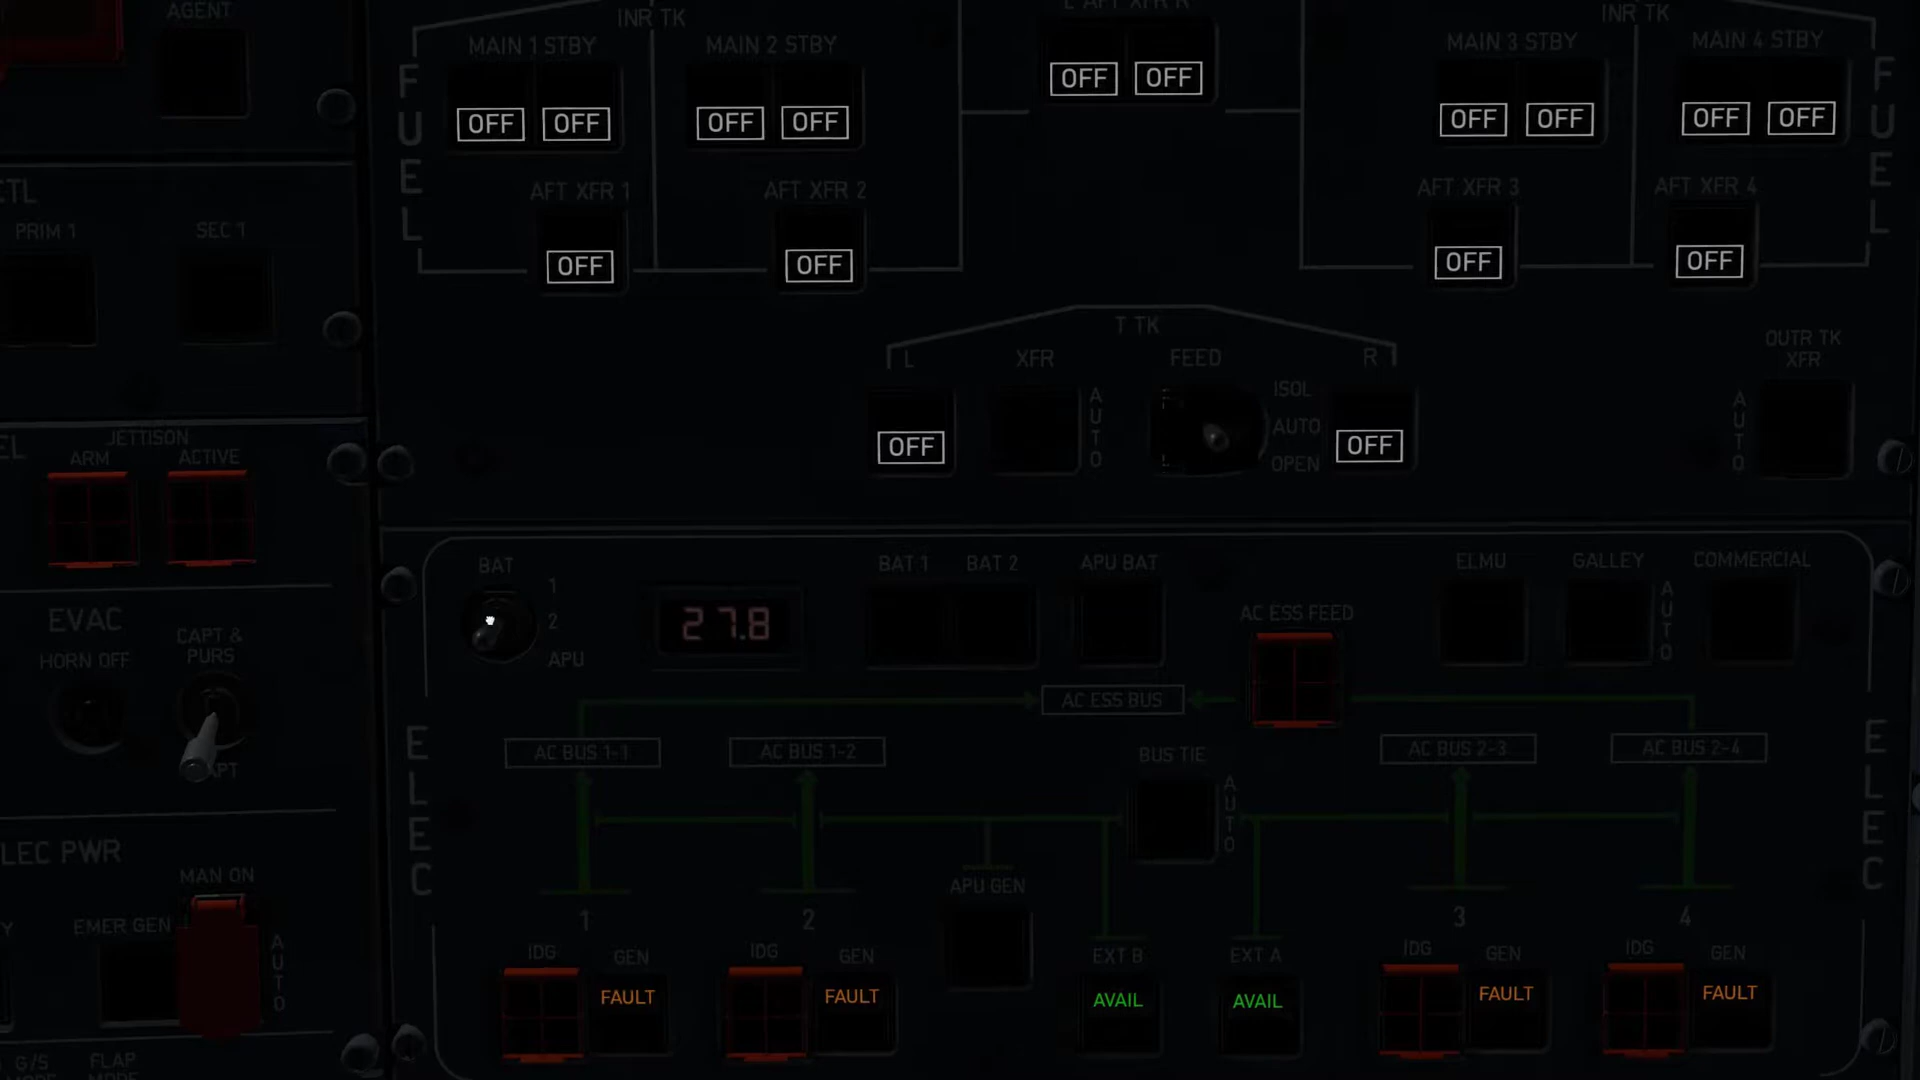 AGENT
CTL
PRIM 1
SEC 1
JETTISON
ARM
ACTIVE
EVAC
HORN OFF
CAPT &
PURS
ELEC PWR
MAN ON
EMER GEN
AUTO
G/S
MODE
FLAP
MODE
INR TK
L AFT XFR R
INR TK
FUEL
MAIN 1 STBY
MAIN 2 STBY
MAIN 3 STBY
MAIN 4 STBY
FUEL
OFF OFF
OFF OFF
OFF OFF
OFF OFF
OFF OFF
AFT XFR 1
AFT XFR 2
AFT XFR 3
AFT XFR 4
OFF
OFF
OFF
OFF
T TK
L
XFR
FEED
R
OUTR TK
XFR
AUTO
ISOL
AUTO
OPEN
AUTO
OFF
OFF
BAT
1
2
APU
27.8
BAT 1
BAT 2
APU BAT
AC ESS FEED
ELMU
GALLEY
AUTO
COMMERCIAL
ELEC
AC ESS BUS
ELEC
AC BUS 1-1
AC BUS 1-2
BUS TIE
AUTO
AC BUS 2-3
AC BUS 2-4
1
2
APU GEN
3
4
IDG
GEN
IDG
GEN
EXT B
EXT A
IDG
GEN
IDG
GEN
FAULT
FAULT
AVAIL
AVAIL
FAULT
FAULT